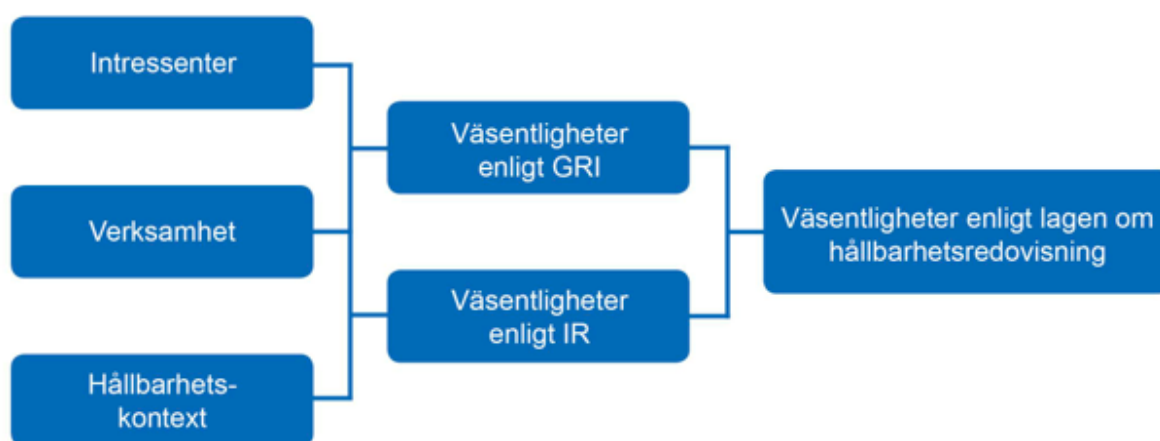 Intressenter
Verksamhet
Hållbarhets-
kontext
Väsentligheter
enligt GRI
Väsentligheter
enligt IR
Väsentligheter enligt lagen om
hållbarhetsredovisning